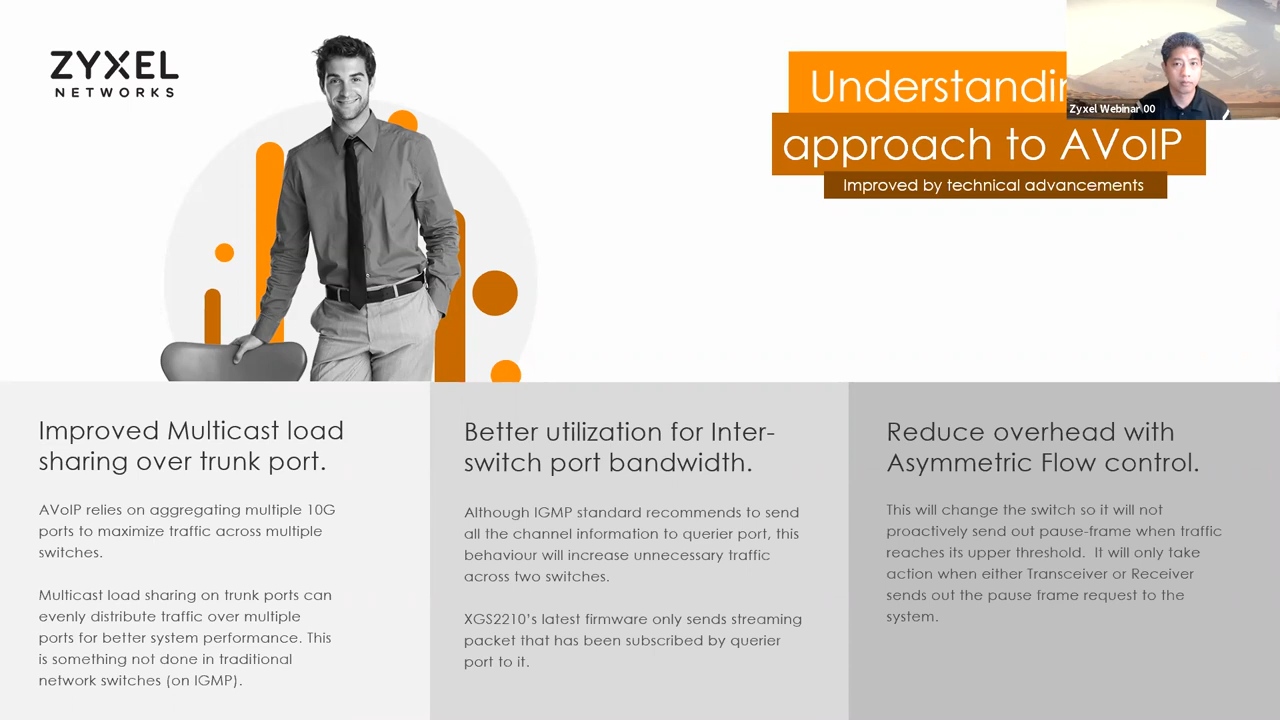 ZYXEL
NETWORKS
Zyxel Webinar 00
approach to AVoIP
Improved by technical advancements
Improved Multicast load
sharing over trunk port.
AVoIP relies on aggregating multiple 10G
ports to maximize traffic across multiple
switches.
Multicast load sharing on trunk ports can
evenly distribute traffic over multiple
ports for better system performance. This
is something not done in traditional
network switches (on IGMP).
Better utilization for Inter-
switch port bandwidth.
Although IGMP standard recommends to send
all the channel information to querier port, this
behaviour will increase unnecessary traffic
across two switches.
XGS2210's latest firmware only sends streaming
packet that has been subscribed by querier
port to it.
Reduce overhead with
Asymmetric Flow control.
This will change the switch so it will not
proactively send out pause-frame when traffic
reaches its upper threshold.  It will only take
action when either Transceiver or Receiver
sends out the pause frame request to the
system.